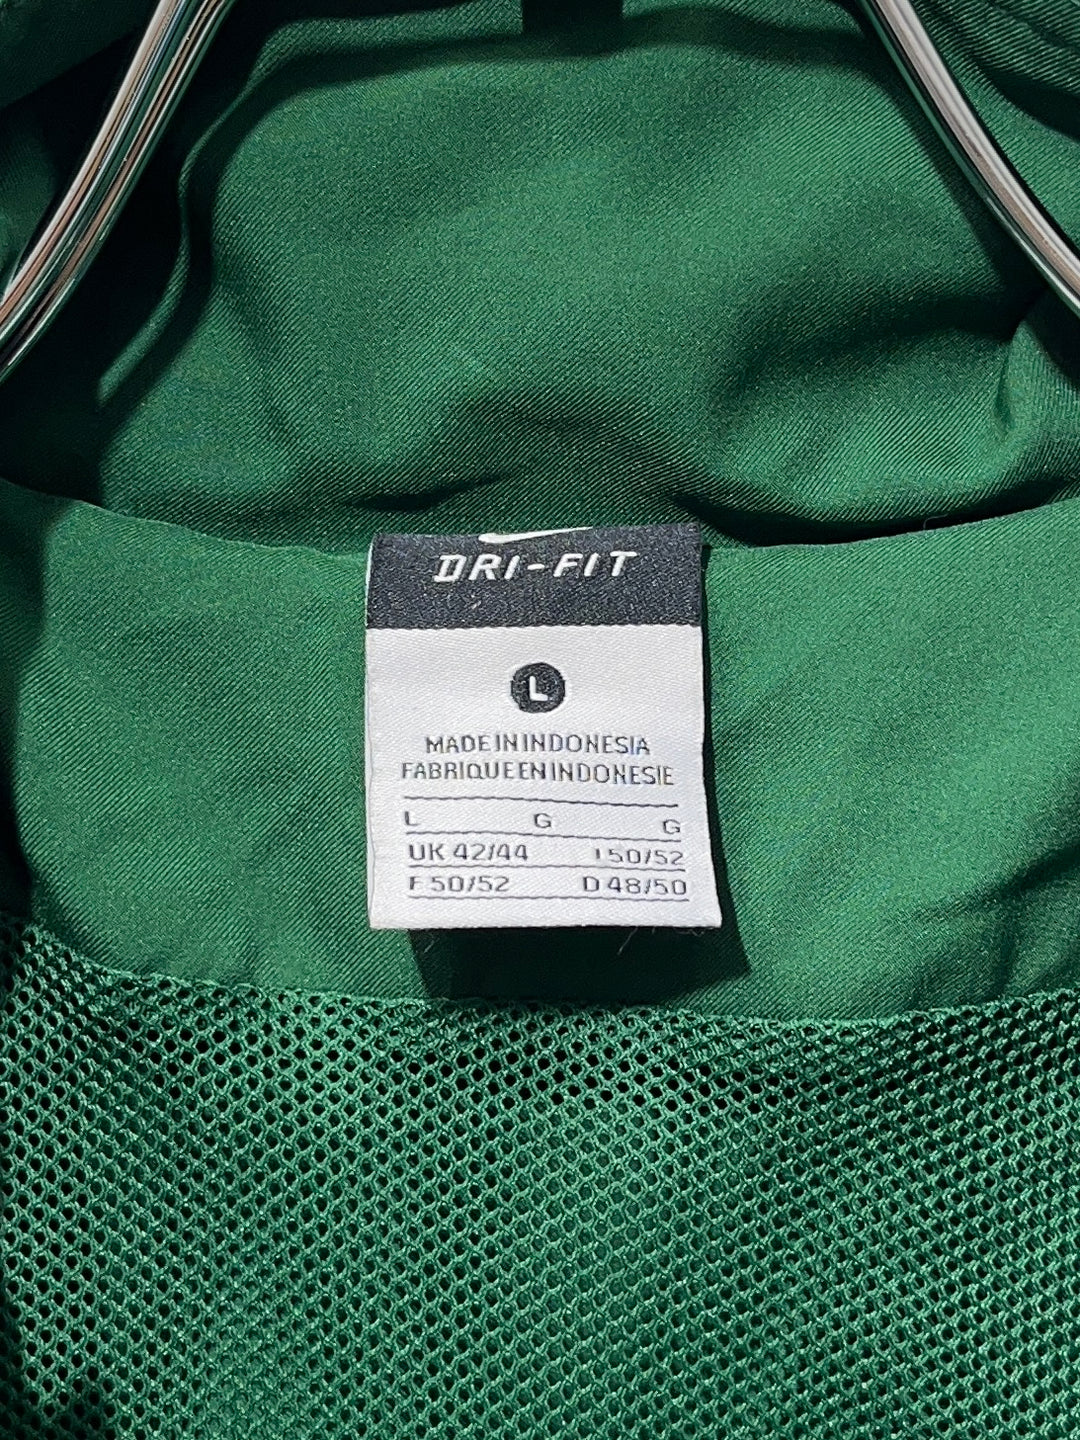 DRI-FIT
L
MADE IN INDONESIA
FABRIQUE EN INDONESIE
L G G
UK 42/44 I 50/52
F 50/52 D 48/50